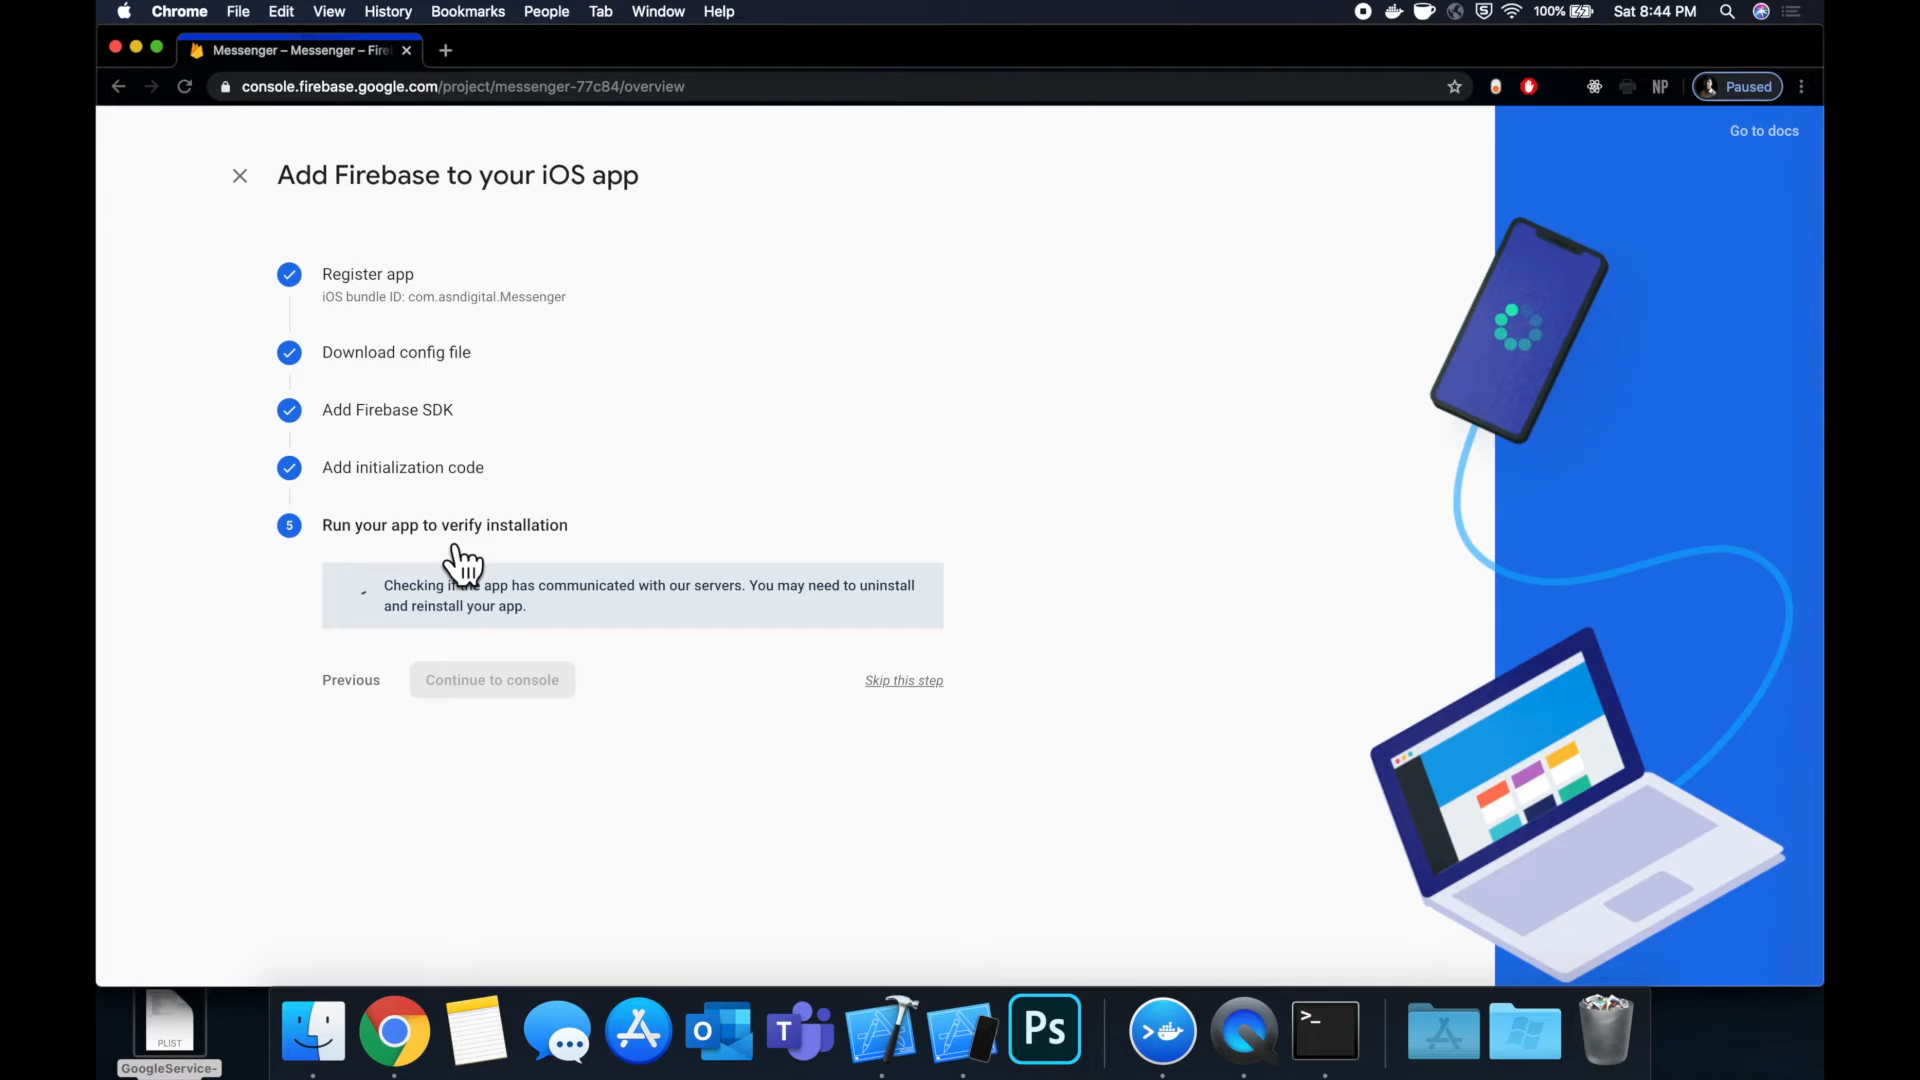 Chrome File Edit View History Bookmarks People Tab Window Help
5 100% Sat 8:44 PM
Messenger – Messenger – Fire
console.firebase.google.com/project/messenger-77c84/overview
NP Paused
Go to docs
Add Firebase to your iOS app
Register app
iOS bundle ID: com.asndigital.Messenger
Download config file
Add Firebase SDK
Add initialization code
5 Run your app to verify installation
Checking app has communicated with our servers. You may need to uninstall
and reinstall your app.
Previous Continue to console Skip this step
PLIST
GoogleService-
O T Ps >_